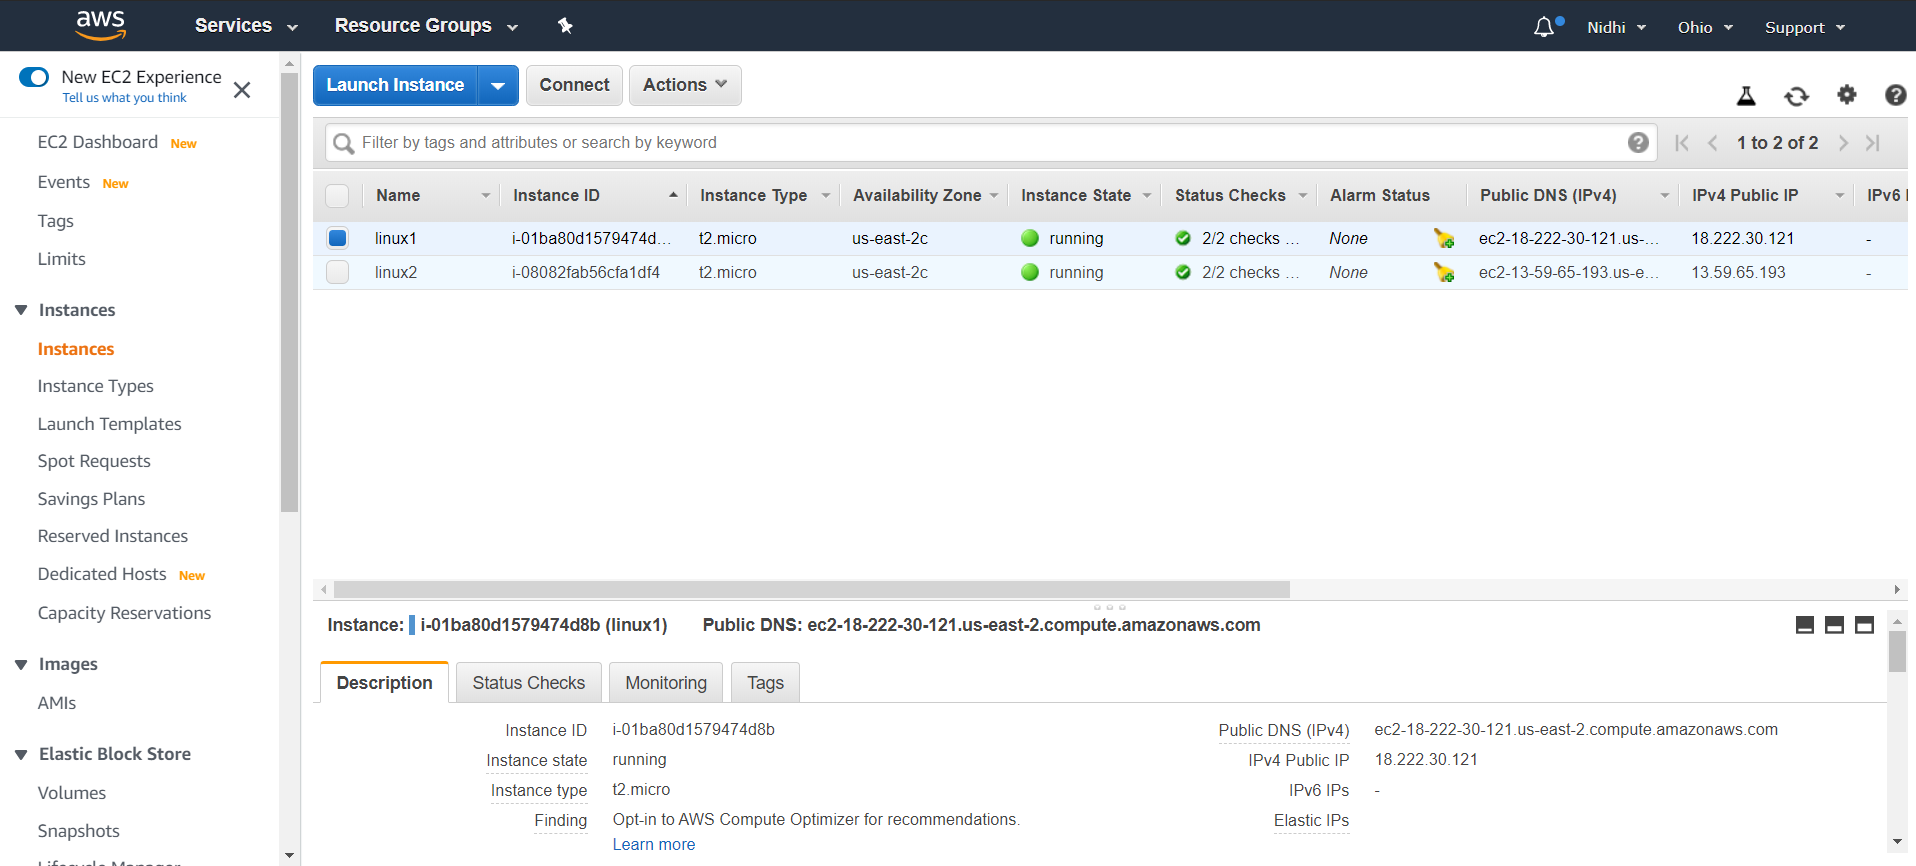 aws Services Resource Groups Nidhi Ohio Support
New EC2 Experience
Tell us what you think
EC2 Dashboard New
Events New
Tags
Limits
Instances
Instances
Instance Types
Launch Templates
Spot Requests
Savings Plans
Reserved Instances
Dedicated Hosts New
Capacity Reservations
Images
AMIs
Elastic Block Store
Volumes
Snapshots
Lifecycle Manager
Launch Instance Connect Actions
Filter by tags and attributes or search by keyword 1 to 2 of 2
Name Instance ID Instance Type Availability Zone Instance State Status Checks Alarm Status Public DNS (IPv4) IPv4 Public IP IPv6
linux1 i-01ba80d1579474d... t2.micro us-east-2c running 2/2 checks ... None ec2-18-222-30-121.us-... 18.222.30.121 -
linux2 i-08082fab56cfa1df4 t2.micro us-east-2c running 2/2 checks ... None ec2-13-59-65-193.us-e... 13.59.65.193 -
Instance: i-01ba80d1579474d8b (linux1) Public DNS: ec2-18-222-30-121.us-east-2.compute.amazonaws.com
Description Status Checks Monitoring Tags
Instance ID i-01ba80d1579474d8b Public DNS (IPv4) ec2-18-222-30-121.us-east-2.compute.amazonaws.com
Instance state running IPv4 Public IP 18.222.30.121
Instance type t2.micro IPv6 IPs -
Finding Opt-in to AWS Compute Optimizer for recommendations. Elastic IPs
Learn more